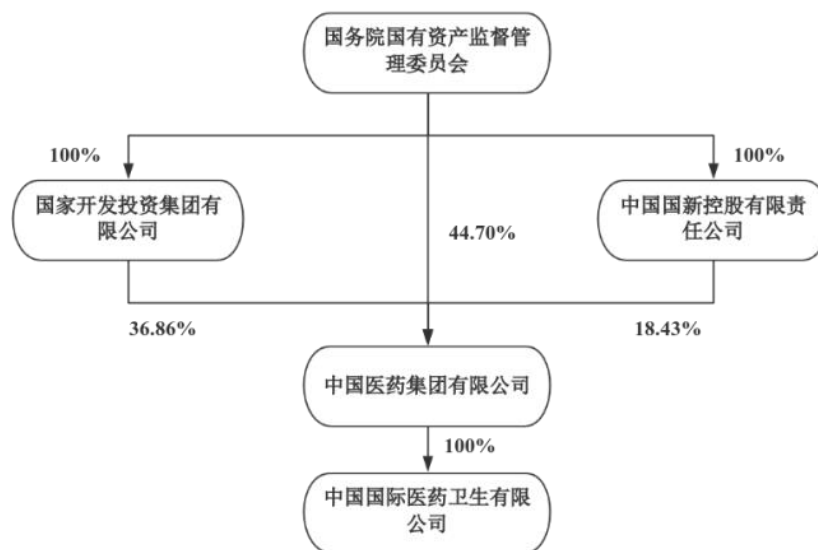 国务院国有资产监督管
理委员会
100%
100%
国家开发投资集团有
限公司
中国国新控股有限责
任公司
44.70%
36.86%
18.43%
中国医药集团有限公司
100%
中国国际医药卫生有限
公司